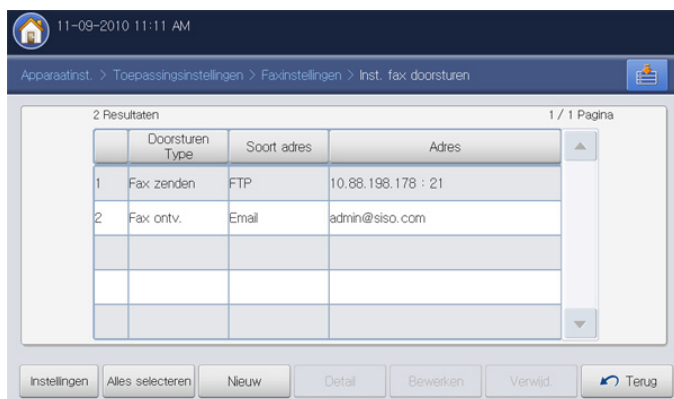 11-09-2010 11:11 AM
Apparaatinst. > Toepassingsinstellingen > Faxinstellingen > Inst. fax doorsturen
2 Resultaten 1 / 1 Pagina
Doorsturen Type Soort adres Adres
1 Fax zenden FTP 10.88.198.178 : 21
2 Fax ontv. Email admin@siso.com
Instellingen Alles selecteren Nieuw Detail Bewerken Verwijd. Terug